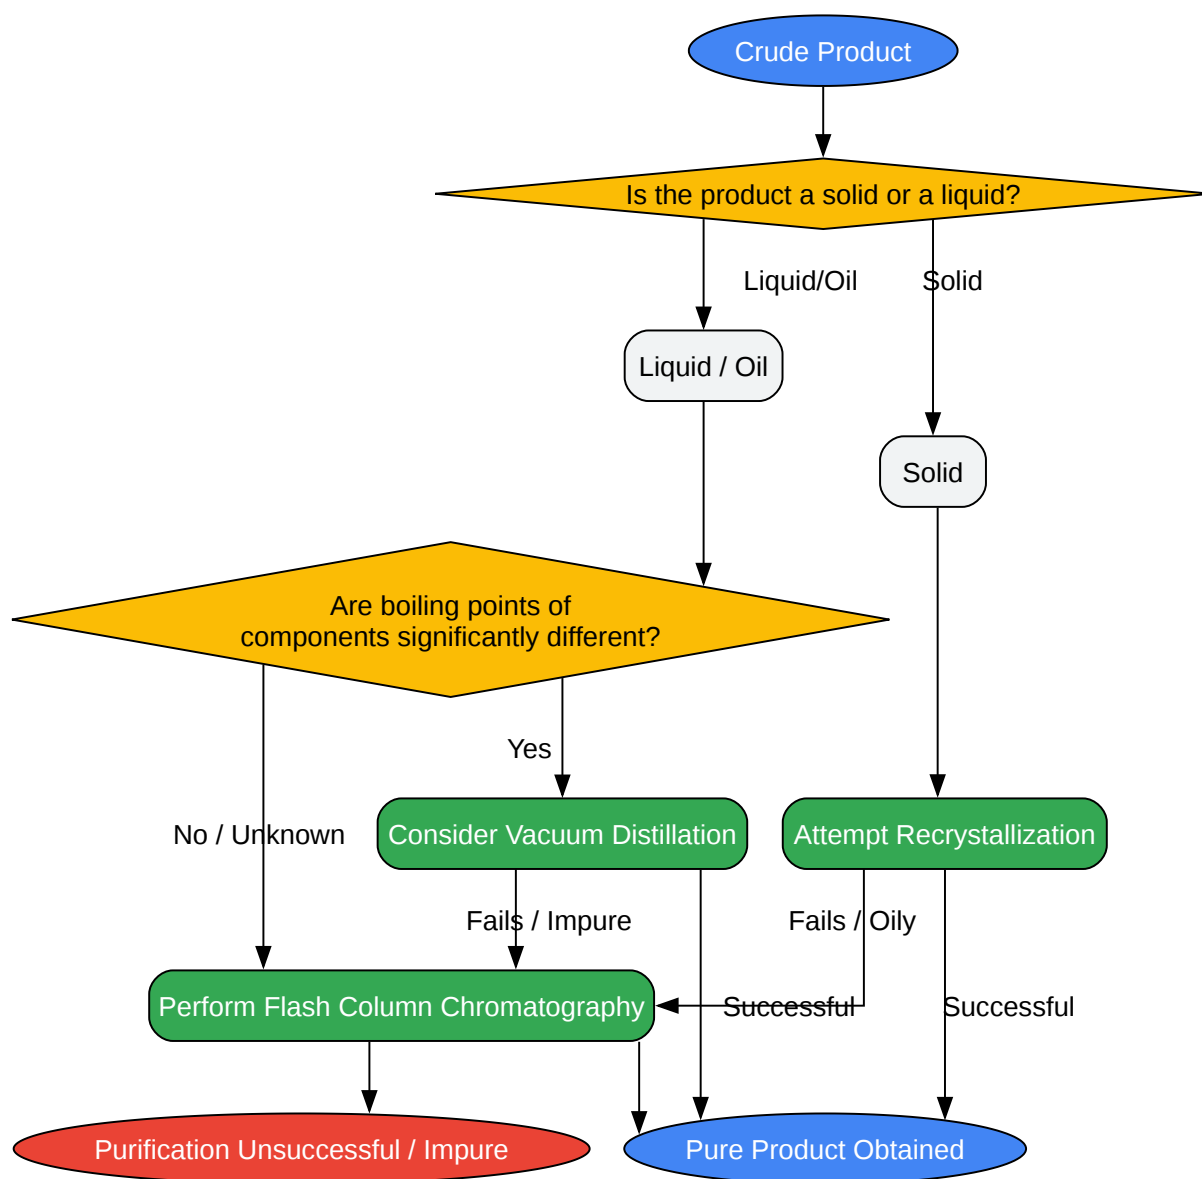 Crude Product
Is the product a solid or a liquid?
Liquid/Oil
Solid
Liquid / Oil
Solid
Are boiling points of
components significantly different?
Yes
No / Unknown
Consider Vacuum Distillation
Attempt Recrystallization
Fails / Impure
Fails / Oily
Perform Flash Column Chromatography
Successful
Successful
Purification Unsuccessful / Impure
Pure Product Obtained